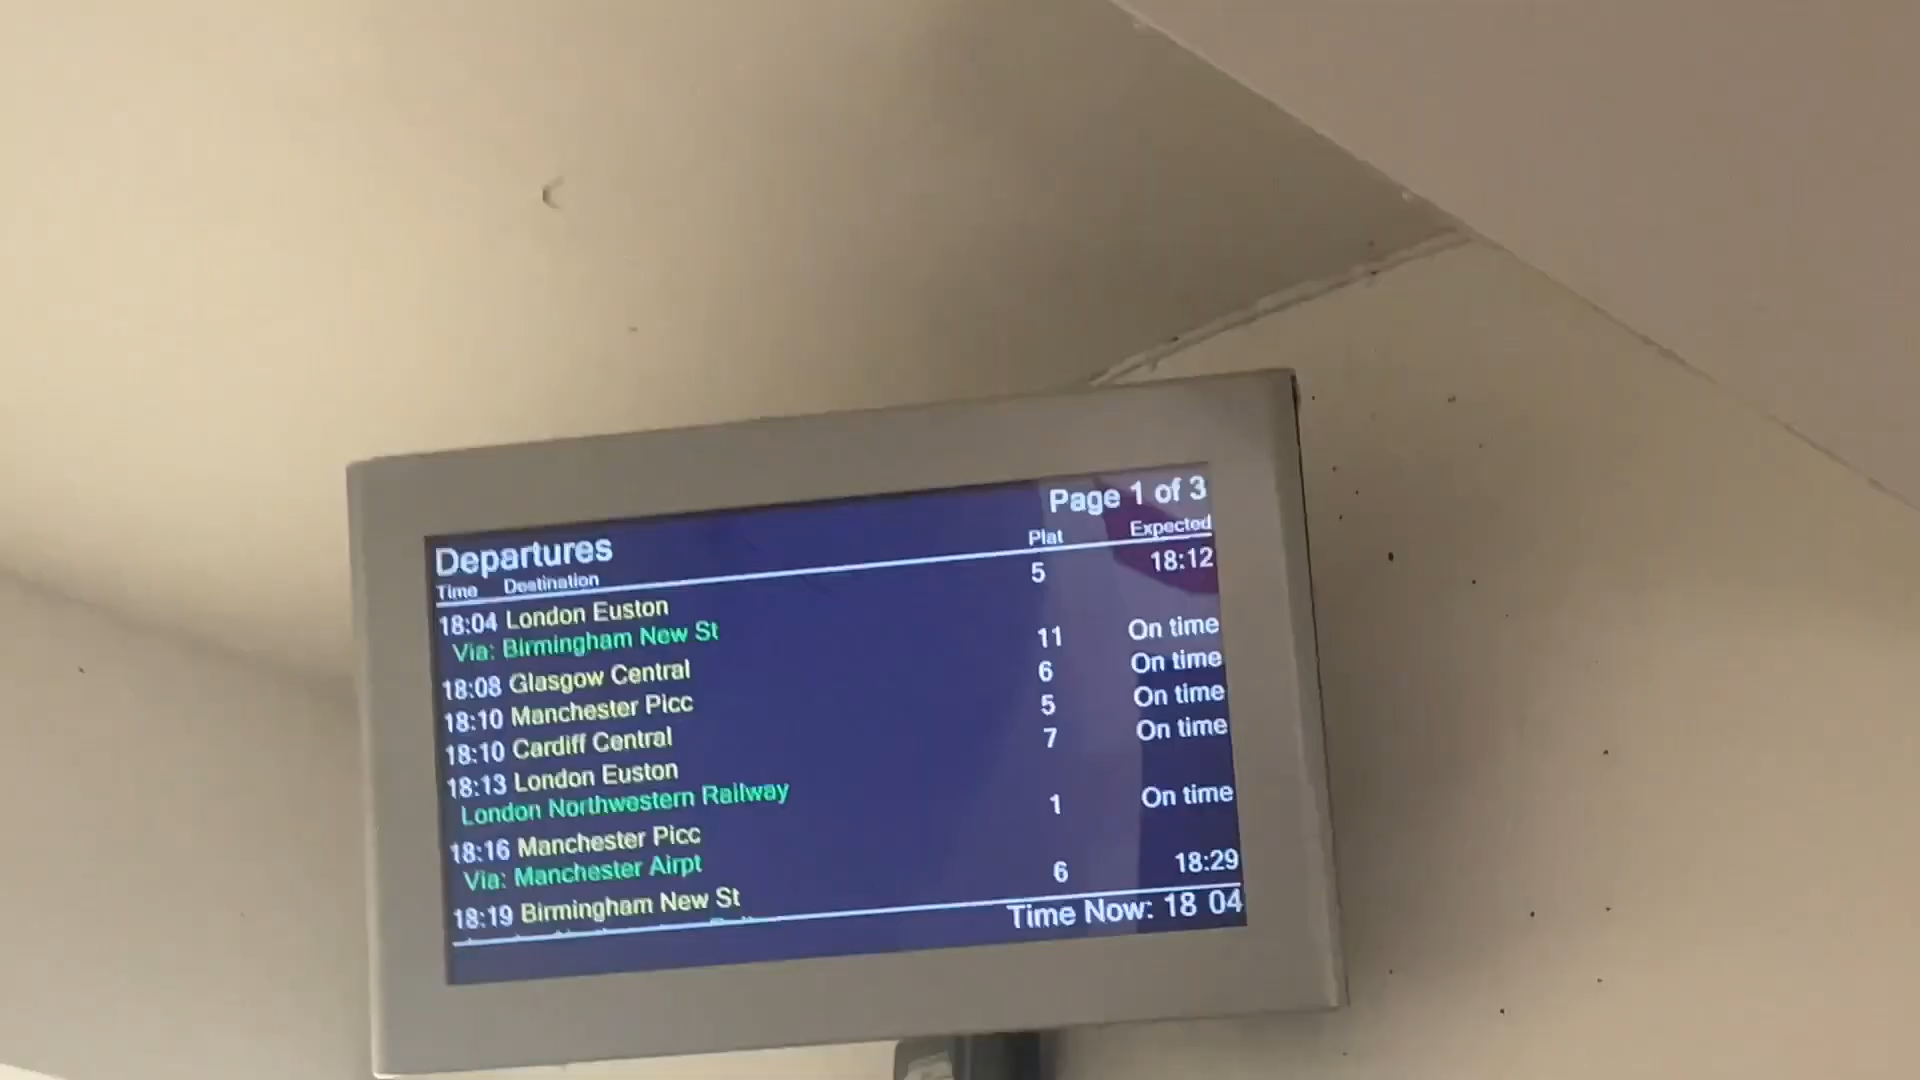 Page 1 of 3
Departures
Time Destination Plat Expected
18:04 London Euston 5 18:12
Via: Birmingham New St
18:08 Glasgow Central 11 On time
18:10 Manchester Picc 6 On time
18:10 Cardiff Central 5 On time
18:13 London Euston 7 On time
London Northwestern Railway
18:16 Manchester Picc 1 On time
Via: Manchester Airpt
18:19 Birmingham New St 6 18:29
Time Now: 18 04